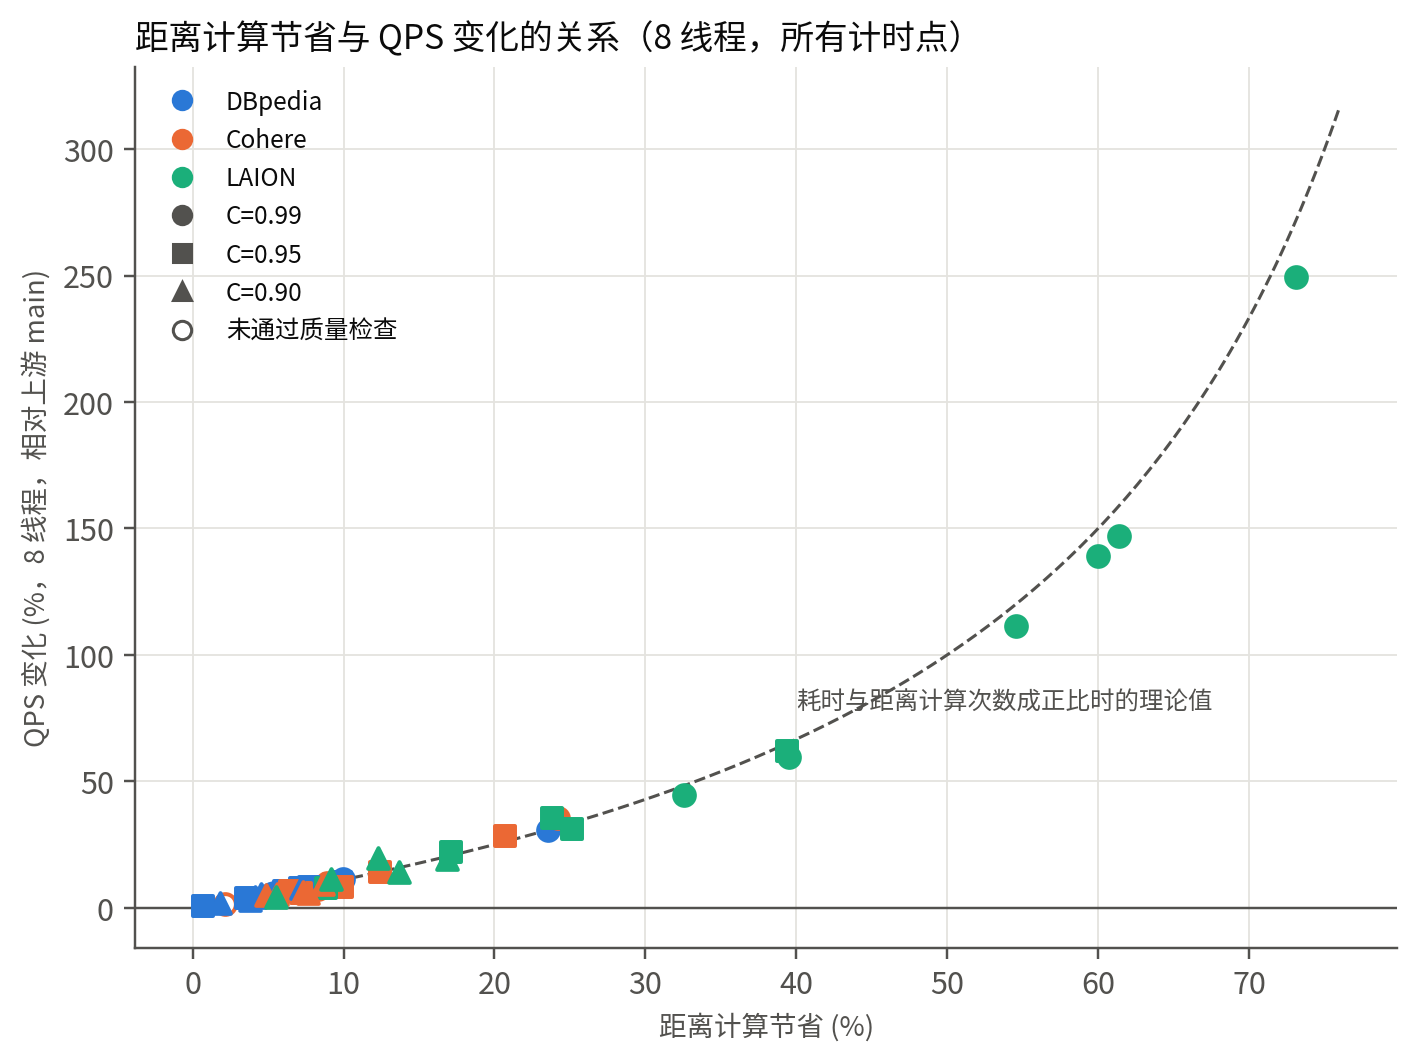 距离计算节省与 QPS 变化的关系（8 线程，所有计时点）
DBpedia
Cohere
LAION
C=0.99
C=0.95
C=0.90
未通过质量检查
QPS 变化 (%，8 线程，相对上游 main)
300
250
200
150
100
50
0
耗时与距离计算次数成正比时的理论值
0 10 20 30 40 50 60 70
距离计算节省 (%)